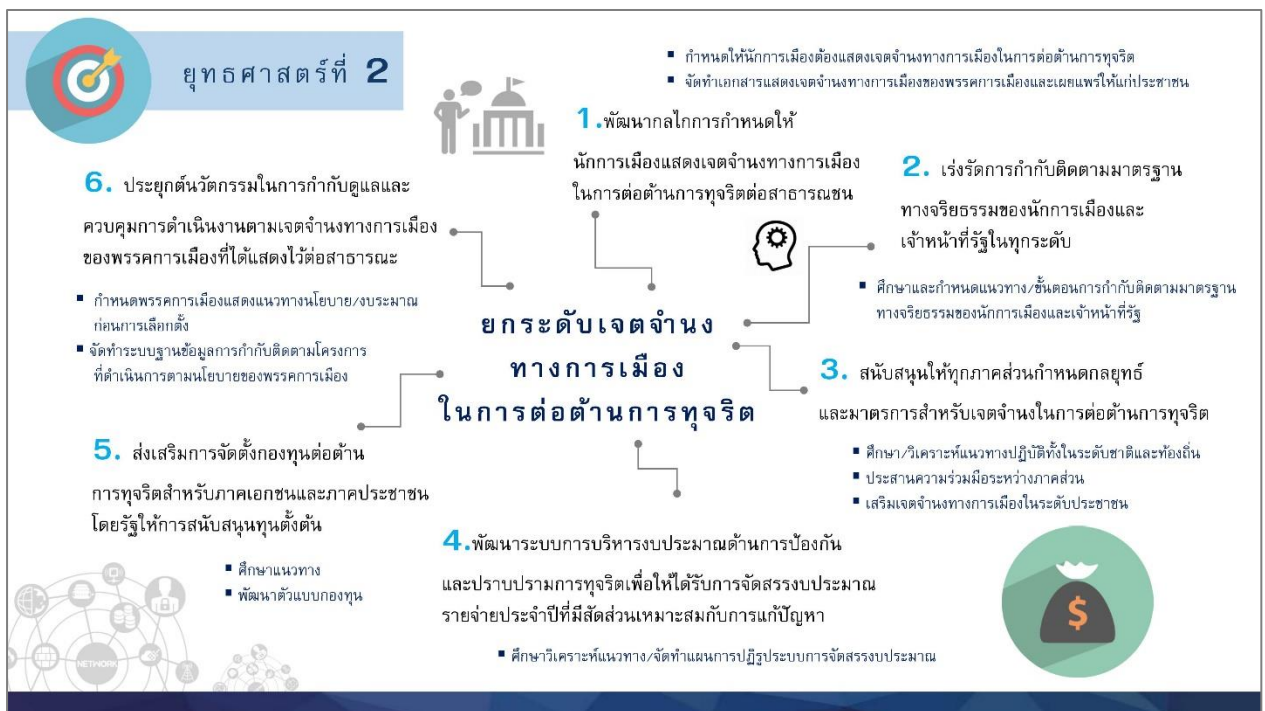 ยุทธศาสตร์ที่ 2
▪ กำหนดให้นักการเมืองต้องแสดงเจตจำนงทางการเมืองในการต่อต้านการทุจริต
▪ จัดทำเอกสารแสดงเจตจำนงทางการเมืองของพรรคการเมืองและเผยแพร่ให้แก่ประชาชน
1.พัฒนากลไกการกำหนดให้
นักการเมืองแสดงเจตจำนงทางการเมือง
ในการต่อต้านการทุจริตต่อสาธารณชน
2. เร่งรัดการกำกับติดตามมาตรฐาน
ทางจริยธรรมของนักการเมืองและ
เจ้าหน้าที่รัฐในทุกระดับ
▪ ศึกษาและกำหนดแนวทาง/ขั้นตอนการกำกับติดตามมาตรฐาน
ทางจริยธรรมของนักการเมืองและเจ้าหน้าที่รัฐ
ยกระดับเจตจำนง
ทางการเมือง
ในการต่อต้านการทุจริต
3. สนับสนุนให้ทุกภาคส่วนกำหนดกลยุทธ์
และมาตรการสำหรับเจตจำนงในการต่อต้านการทุจริต
▪ ศึกษา/วิเคราะห์แนวทางปฏิบัติทั้งในระดับชาติและท้องถิ่น
▪ ประสานความร่วมมือระหว่างภาคส่วน
▪ เสริมเจตจำนงทางการเมืองในระดับประชาชน
4.พัฒนาระบบการบริหารงบประมาณด้านการป้องกัน
และปราบปรามการทุจริตเพื่อให้ได้รับการจัดสรรงบประมาณ
รายจ่ายประจำปีที่มีสัดส่วนเหมาะสมกับการแก้ปัญหา
▪ ศึกษาวิเคราะห์แนวทาง/จัดทำแผนการปฏิรูประบบการจัดสรรงบประมาณ
5. ส่งเสริมการจัดตั้งกองทุนต่อต้าน
การทุจริตสำหรับภาคเอกชนและภาคประชาชน
โดยรัฐให้การสนับสนุนทุนตั้งต้น
▪ ศึกษาแนวทาง
▪ พัฒนาตัวแบบกองทุน
6. ประยุกต์นวัตกรรมในการกำกับดูแลและ
ควบคุมการดำเนินงานตามเจตจำนงทางการเมือง
ของพรรคการเมืองที่ได้แสดงไว้ต่อสาธารณะ
▪ กำหนดพรรคการเมืองแสดงแนวทางนโยบาย/งบประมาณ
ก่อนการเลือกตั้ง
▪ จัดทำระบบฐานข้อมูลการกำกับติดตามโครงการ
ที่ดำเนินการตามนโยบายของพรรคการเมือง
NETWORK
$